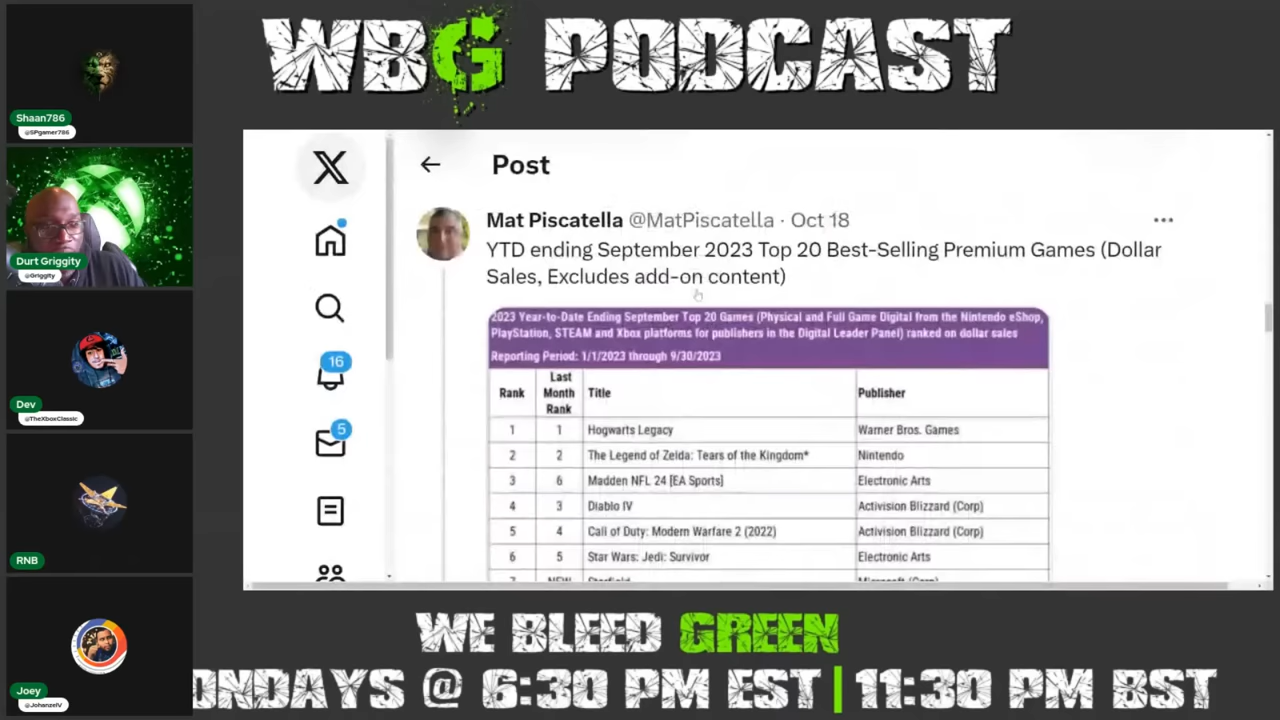 WBG PODCAST
Shaan786
@SPgamer786
Durt Griggity
@Griggity
Dev
@TheXboxClassic
RNB
Joey
@JohanzeIV
X
Post
Mat Piscatella @MatPiscatella · Oct 18
YTD ending September 2023 Top 20 Best-Selling Premium Games (Dollar
Sales, Excludes add-on content)
16
5
2023 Year-to-Date Ending September Top 20 Games (Physical and Full Game Digital from the Nintendo eShop,
PlayStation, STEAM and Xbox platforms for publishers in the Digital Leader Panel) ranked on dollar sales
Reporting Period: 1/1/2023 through 9/30/2023
Rank Last Month Rank Title Publisher
1 1 Hogwarts Legacy Warner Bros. Games
2 2 The Legend of Zelda: Tears of the Kingdom* Nintendo
3 6 Madden NFL 24 [EA Sports] Electronic Arts
4 3 Diablo IV Activision Blizzard (Corp)
5 4 Call of Duty: Modern Warfare 2 (2022) Activision Blizzard (Corp)
6 5 Star Wars: Jedi: Survivor Electronic Arts
7 NEW Starfield Microsoft (Corp)
WE BLEED GREEN
ONDAYS @ 6:30 PM EST | 11:30 PM BST